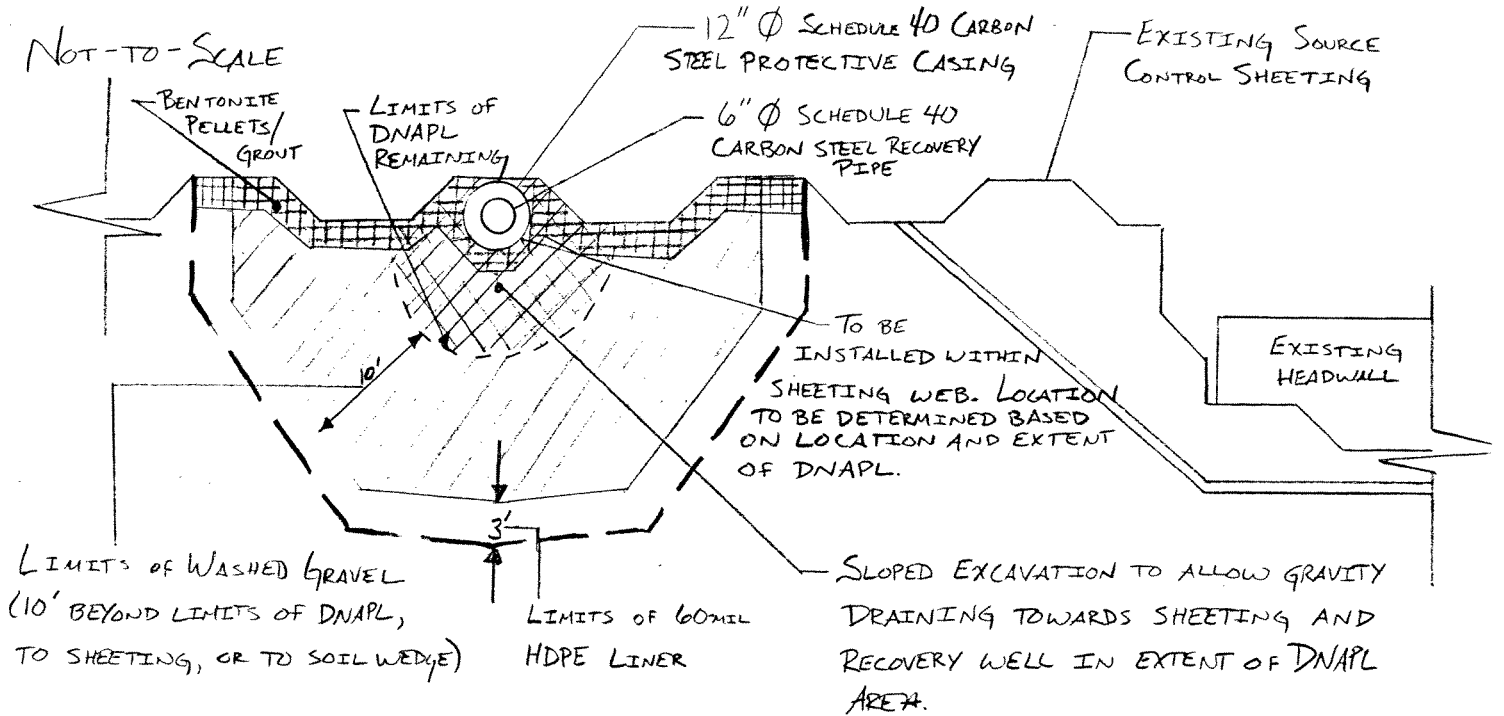 NOT-TO-SCALE
BENTONITE
PELLETS/
GROUT
LIMITS OF
DNAPL
REMAINING
12" Ø SCHEDULE 40 CARBON
STEEL PROTECTIVE CASING
6" Ø SCHEDULE 40
CARBON STEEL RECOVERY
PIPE
EXISTING SOURCE
CONTROL SHEETING
TO BE
INSTALLED WITHIN
SHEETING WEB. LOCATION
TO BE DETERMINED BASED
ON LOCATION AND EXTENT
OF DNAPL.
EXISTING
HEADWALL
10'
3'
LIMITS OF WASHED GRAVEL
(10' BEYOND LIMITS OF DNAPL,
TO SHEETING, OR TO SOIL WEDGE)
LIMITS OF 60MIL
HDPE LINER
SLOPED EXCAVATION TO ALLOW GRAVITY
DRAINING TOWARDS SHEETING AND
RECOVERY WELL IN EXTENT OF DNAPL
AREA.